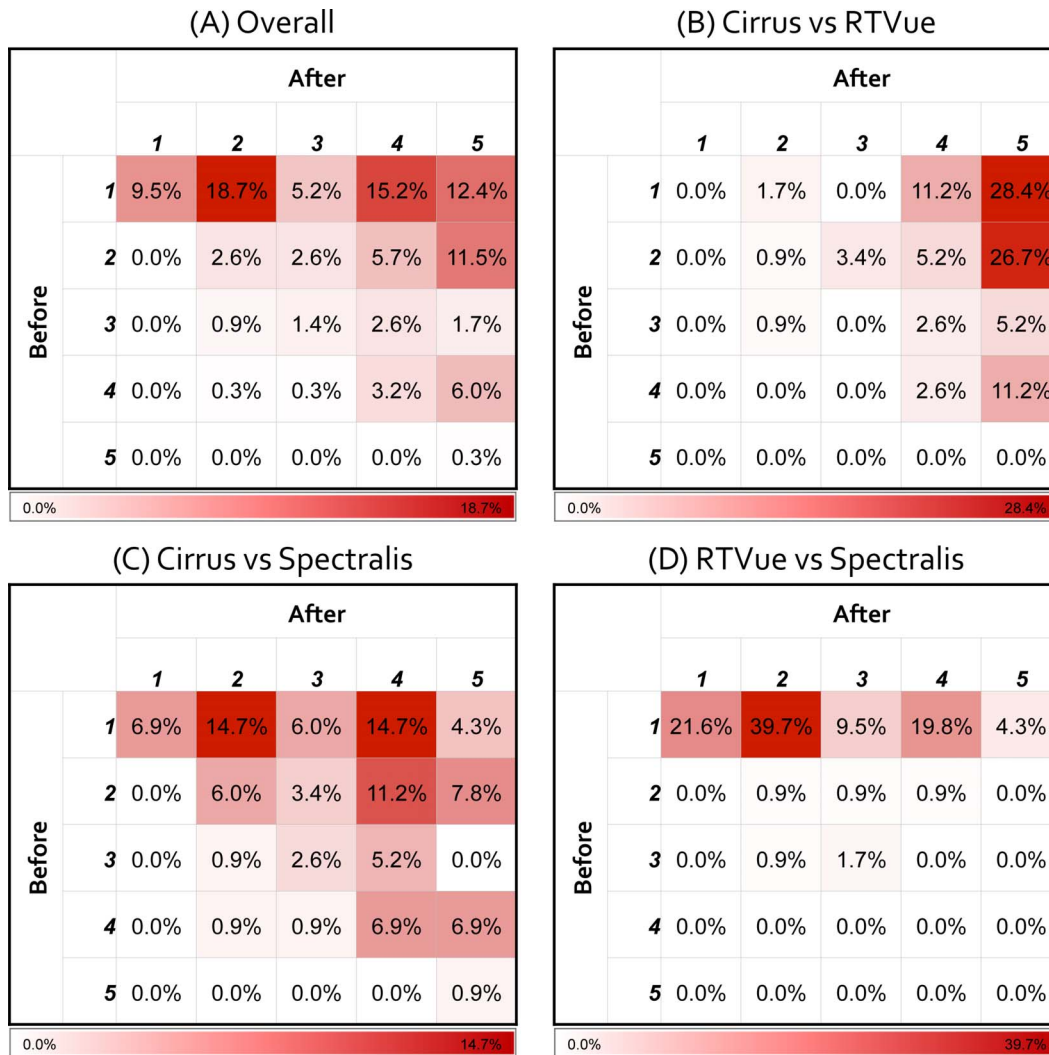 (A) Overall
After
1 2 3 4 5
Before
1 9.5% 18.7% 5.2% 15.2% 12.4%
2 0.0% 2.6% 2.6% 5.7% 11.5%
3 0.0% 0.9% 1.4% 2.6% 1.7%
4 0.0% 0.3% 0.3% 3.2% 6.0%
5 0.0% 0.0% 0.0% 0.0% 0.3%
0.0% 18.7%
(B) Cirrus vs RTVue
After
1 2 3 4 5
Before
1 0.0% 1.7% 0.0% 11.2% 28.4%
2 0.0% 0.9% 3.4% 5.2% 26.7%
3 0.0% 0.9% 0.0% 2.6% 5.2%
4 0.0% 0.0% 0.0% 2.6% 11.2%
5 0.0% 0.0% 0.0% 0.0% 0.0%
0.0% 28.4%
(C) Cirrus vs Spectralis
After
1 2 3 4 5
Before
1 6.9% 14.7% 6.0% 14.7% 4.3%
2 0.0% 6.0% 3.4% 11.2% 7.8%
3 0.0% 0.9% 2.6% 5.2% 0.0%
4 0.0% 0.9% 0.9% 6.9% 6.9%
5 0.0% 0.0% 0.0% 0.0% 0.9%
0.0% 14.7%
(D) RTVue vs Spectralis
After
1 2 3 4 5
Before
1 21.6% 39.7% 9.5% 19.8% 4.3%
2 0.0% 0.9% 0.9% 0.9% 0.0%
3 0.0% 0.9% 1.7% 0.0% 0.0%
4 0.0% 0.0% 0.0% 0.0% 0.0%
5 0.0% 0.0% 0.0% 0.0% 0.0%
0.0% 39.7%